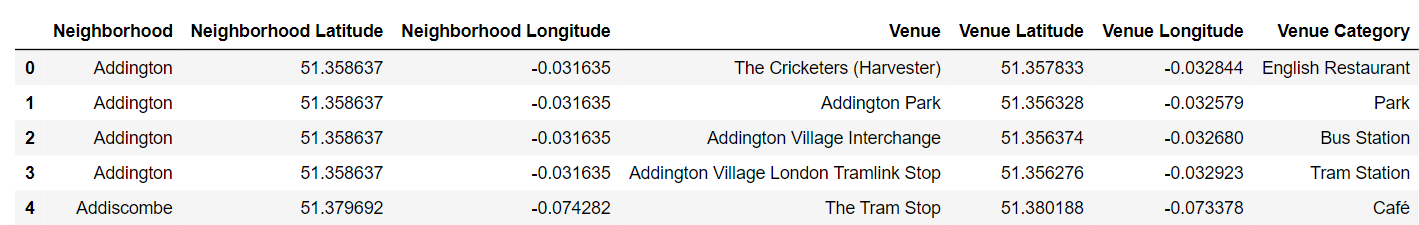 Neighborhood Neighborhood Latitude Neighborhood Longitude Venue Venue Latitude Venue Longitude Venue Category
0 Addington 51.358637 -0.031635 The Cricketers (Harvester) 51.357833 -0.032844 English Restaurant
1 Addington 51.358637 -0.031635 Addington Park 51.356328 -0.032579 Park
2 Addington 51.358637 -0.031635 Addington Village Interchange 51.356374 -0.032680 Bus Station
3 Addington 51.358637 -0.031635 Addington Village London Tramlink Stop 51.356276 -0.032923 Tram Station
4 Addiscombe 51.379692 -0.074282 The Tram Stop 51.380188 -0.073378 Café